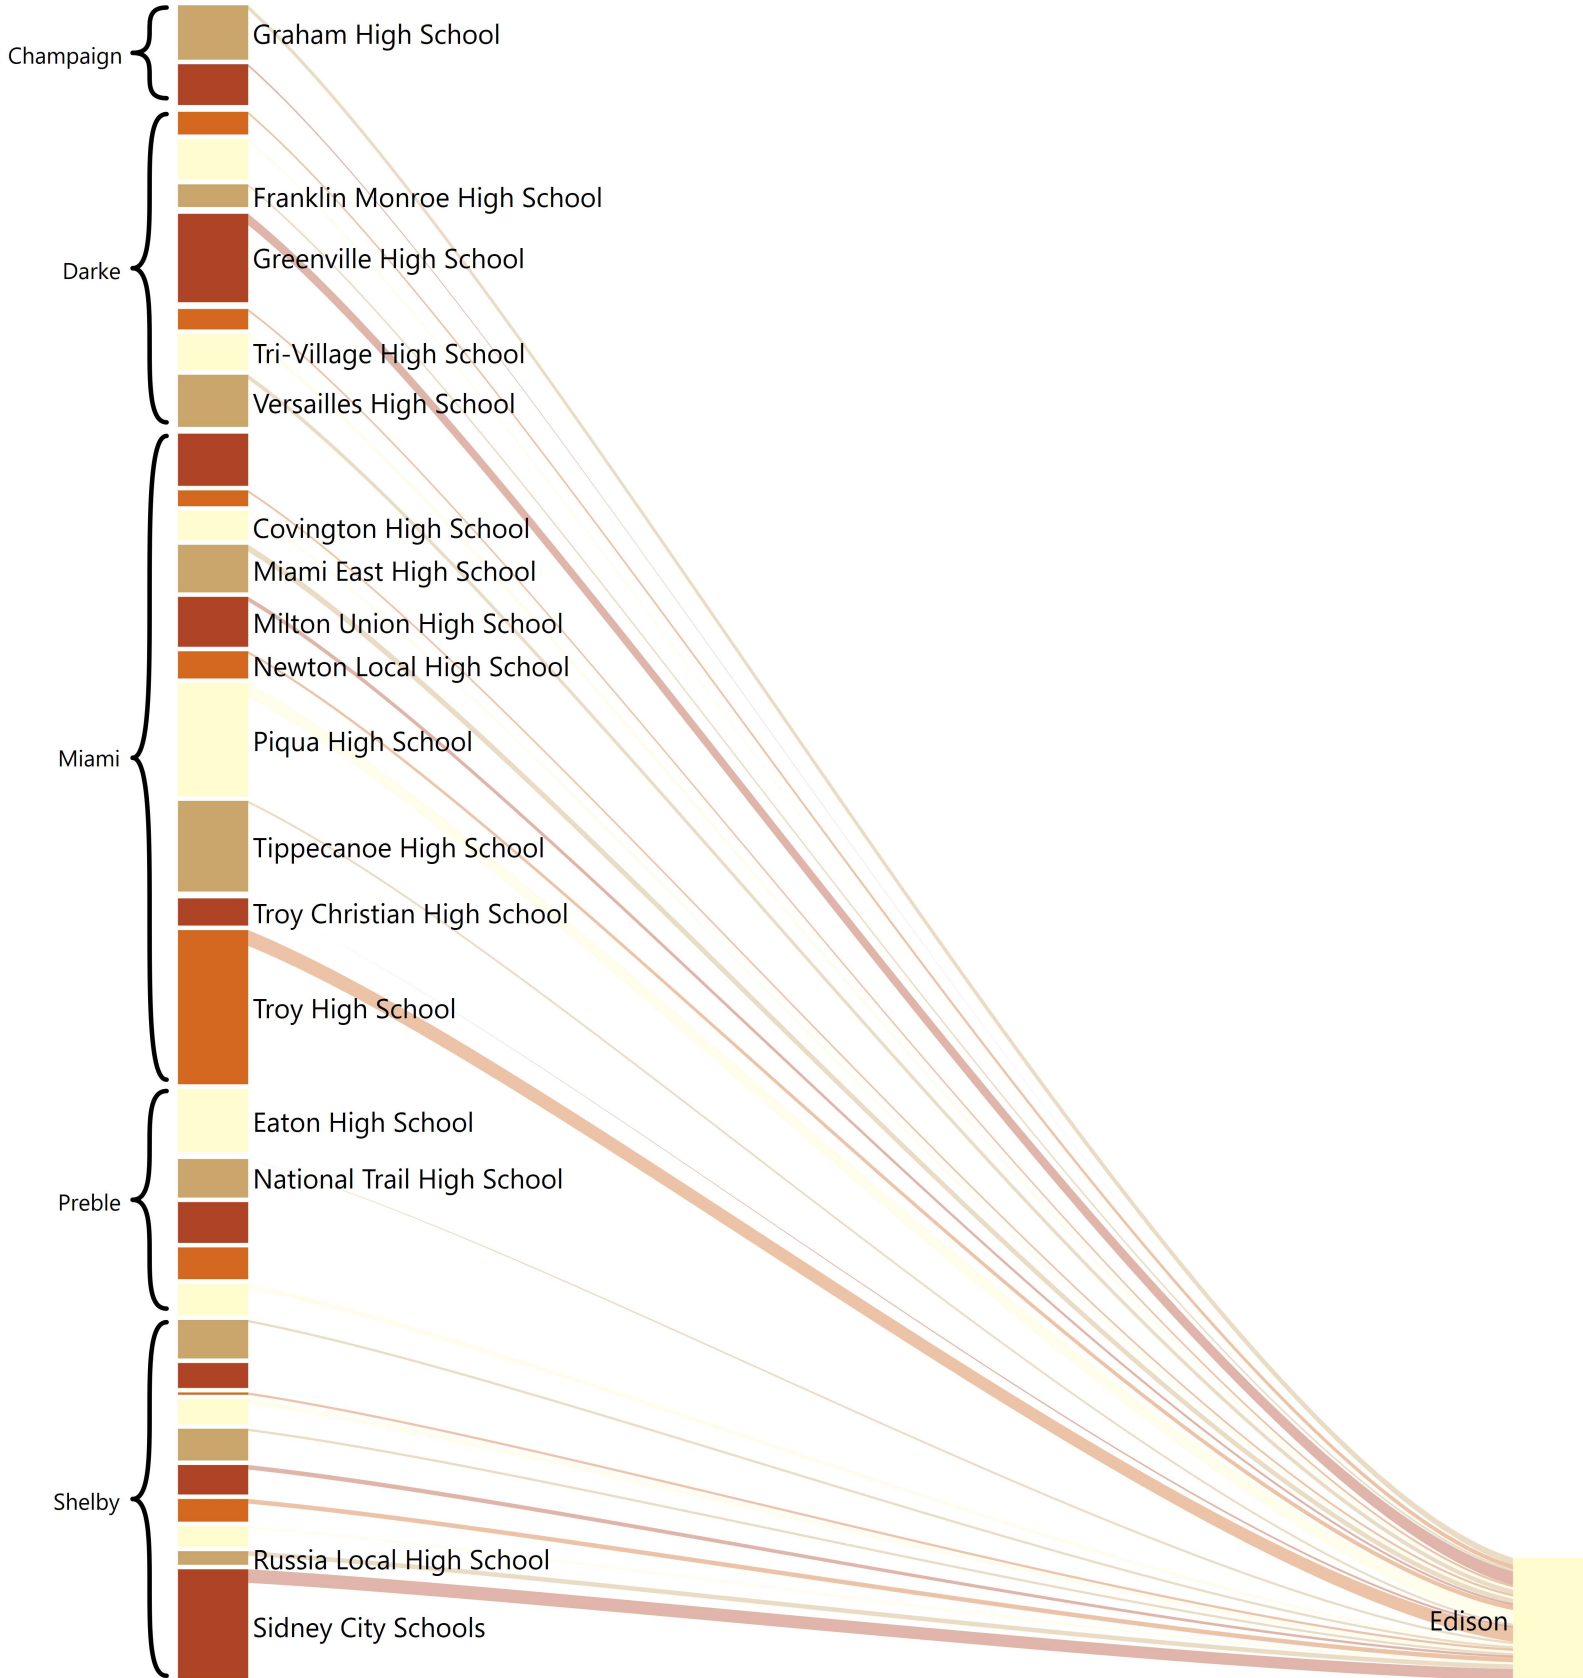 Champaign
Graham High School
Darke
Franklin Monroe High School
Greenville High School
Tri-Village High School
Versailles High School
Miami
Covington High School
Miami East High School
Milton Union High School
Newton Local High School
Piqua High School
Tippecanoe High School
Troy Christian High School
Troy High School
Preble
Eaton High School
National Trail High School
Shelby
Russia Local High School
Sidney City Schools
Edison